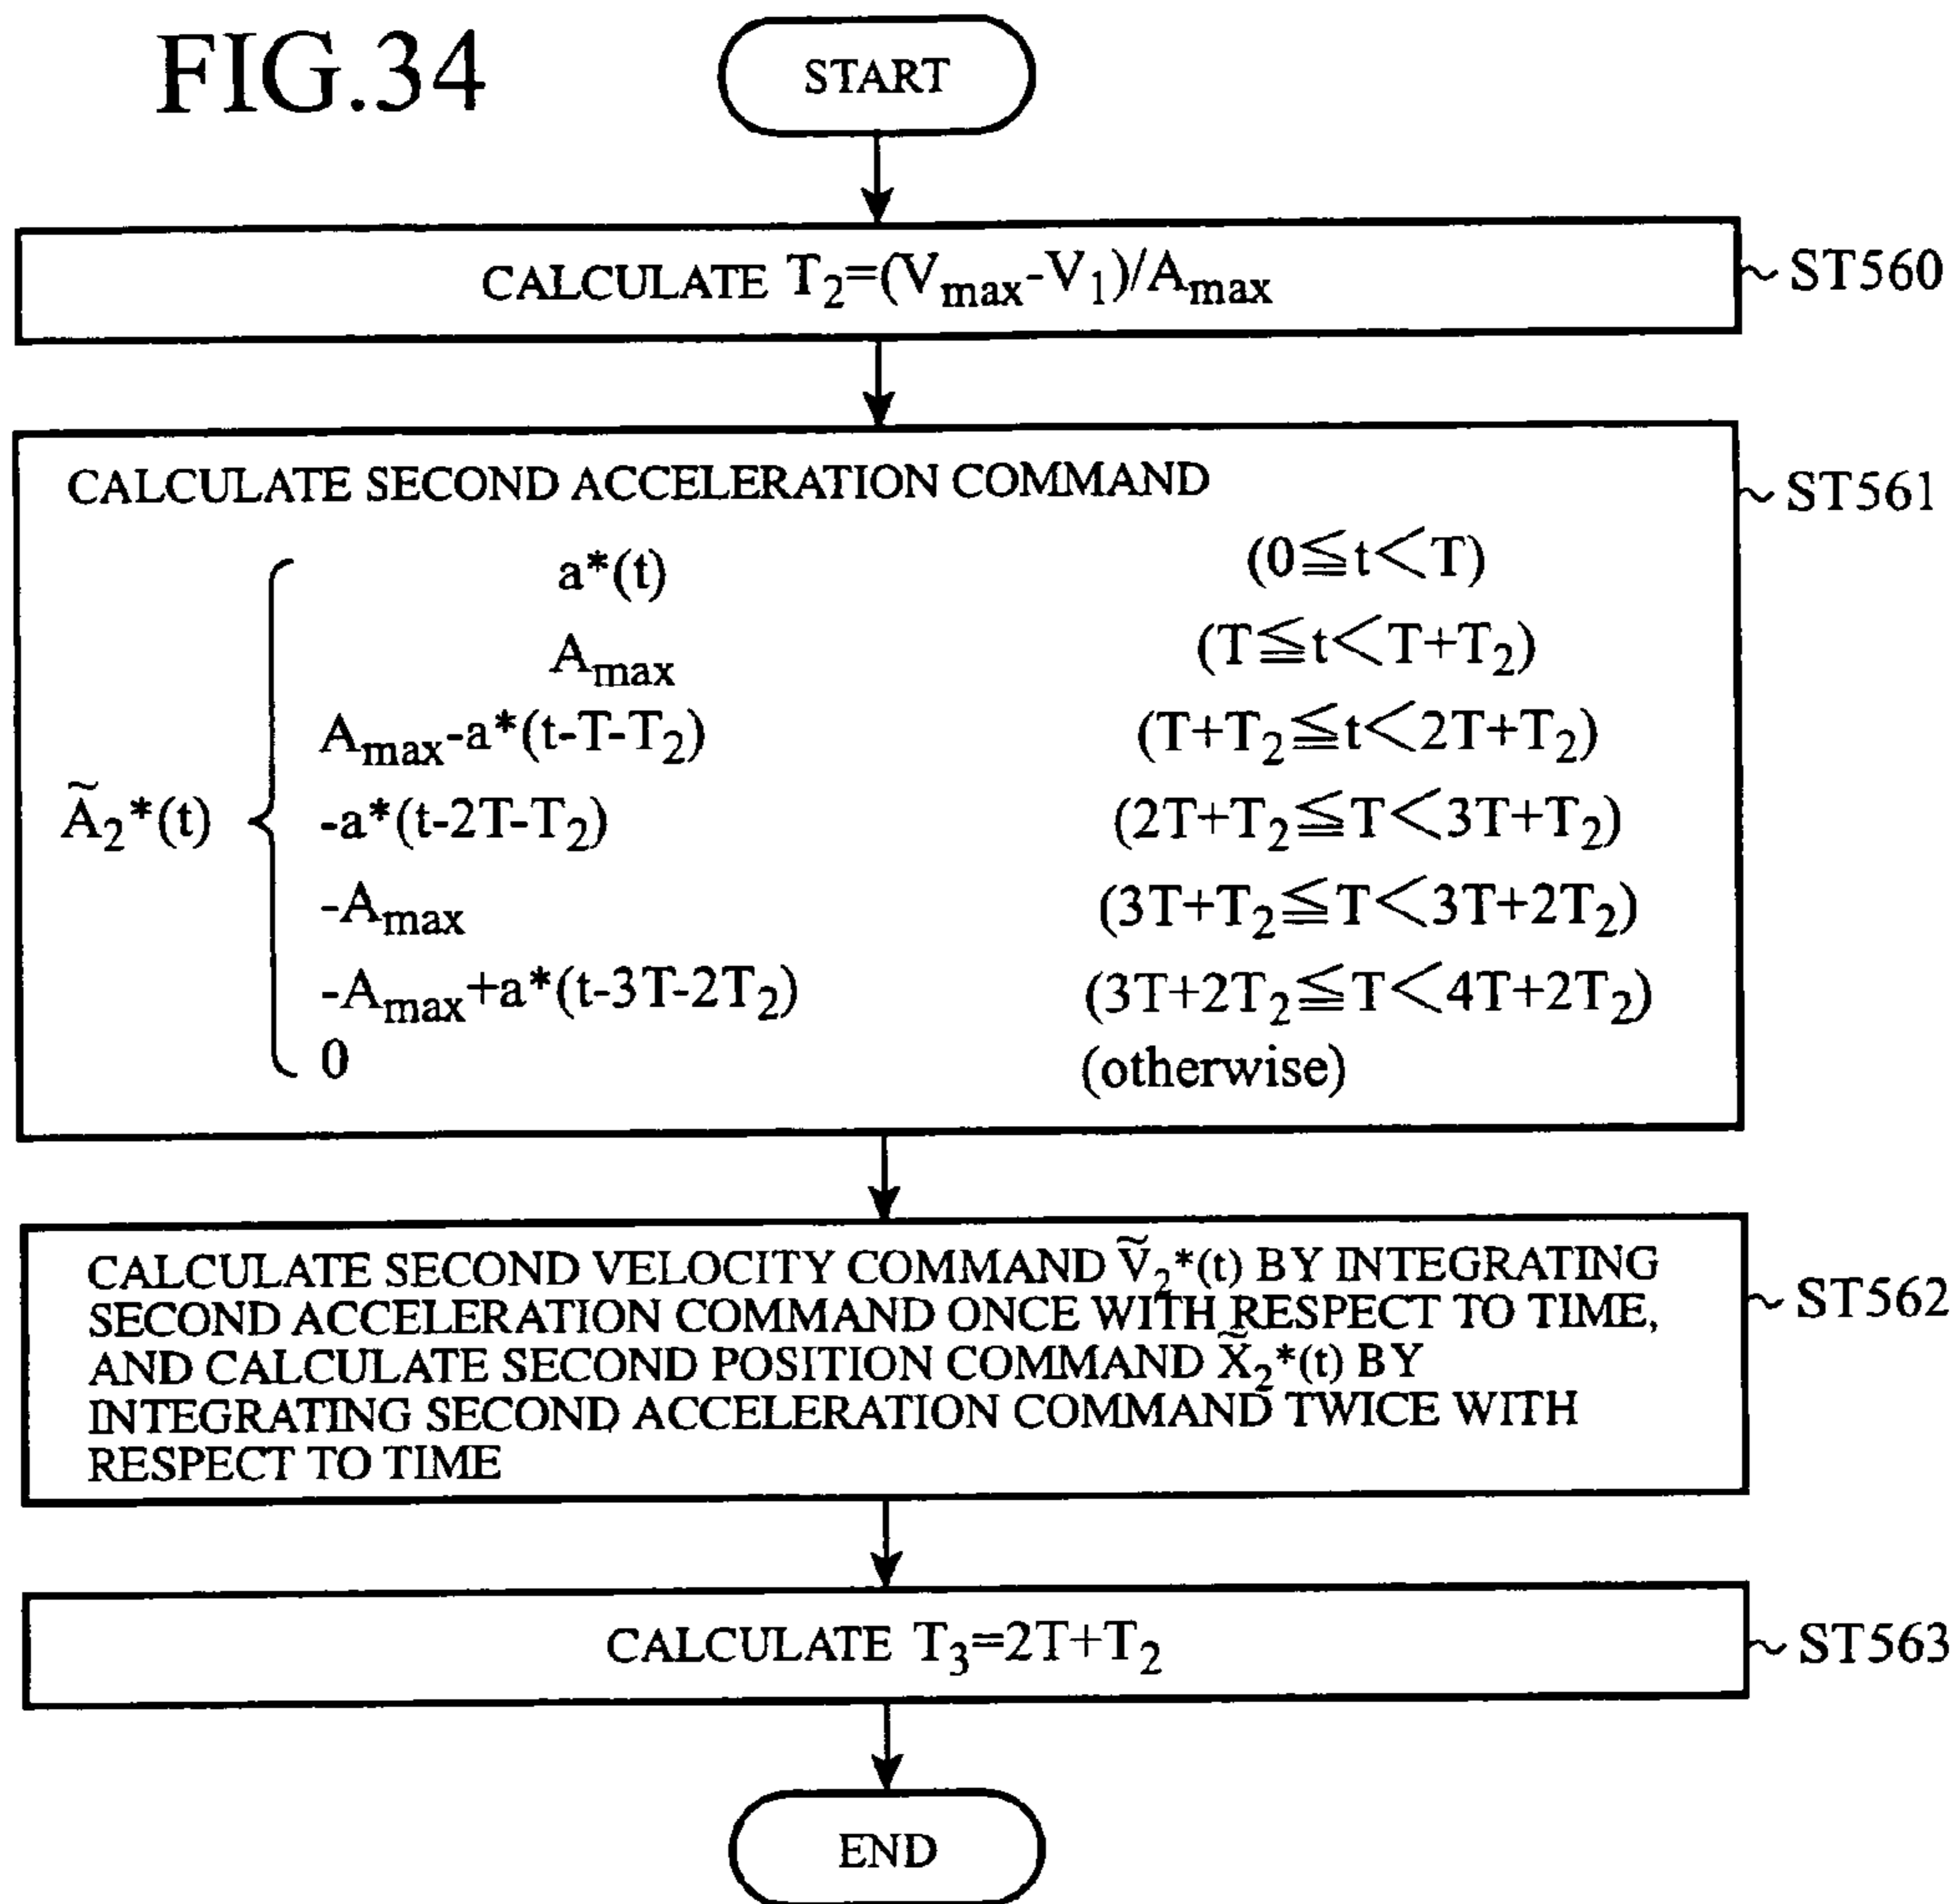 FIG.34
START
CALCULATE T₂=(Vmax-V₁)/Amax
~ST560
CALCULATE SECOND ACCELERATION COMMAND
~ST561
a*(t) (0≦t<T)
Amax (T≦t<T+T₂)
Amax-a*(t-T-T₂) (T+T₂≦t<2T+T₂)
Ã₂*(t) { -a*(t-2T-T₂) (2T+T₂≦T<3T+T₂)
-Amax (3T+T₂≦T<3T+2T₂)
-Amax+a*(t-3T-2T₂) (3T+2T₂≦T<4T+2T₂)
0 (otherwise)
CALCULATE SECOND VELOCITY COMMAND Ṽ₂*(t) BY INTEGRATING
SECOND ACCELERATION COMMAND ONCE WITH RESPECT TO TIME,
AND CALCULATE SECOND POSITION COMMAND X̃₂*(t) BY
INTEGRATING SECOND ACCELERATION COMMAND TWICE WITH
RESPECT TO TIME
~ST562
CALCULATE T₃=2T+T₂
~ST563
END